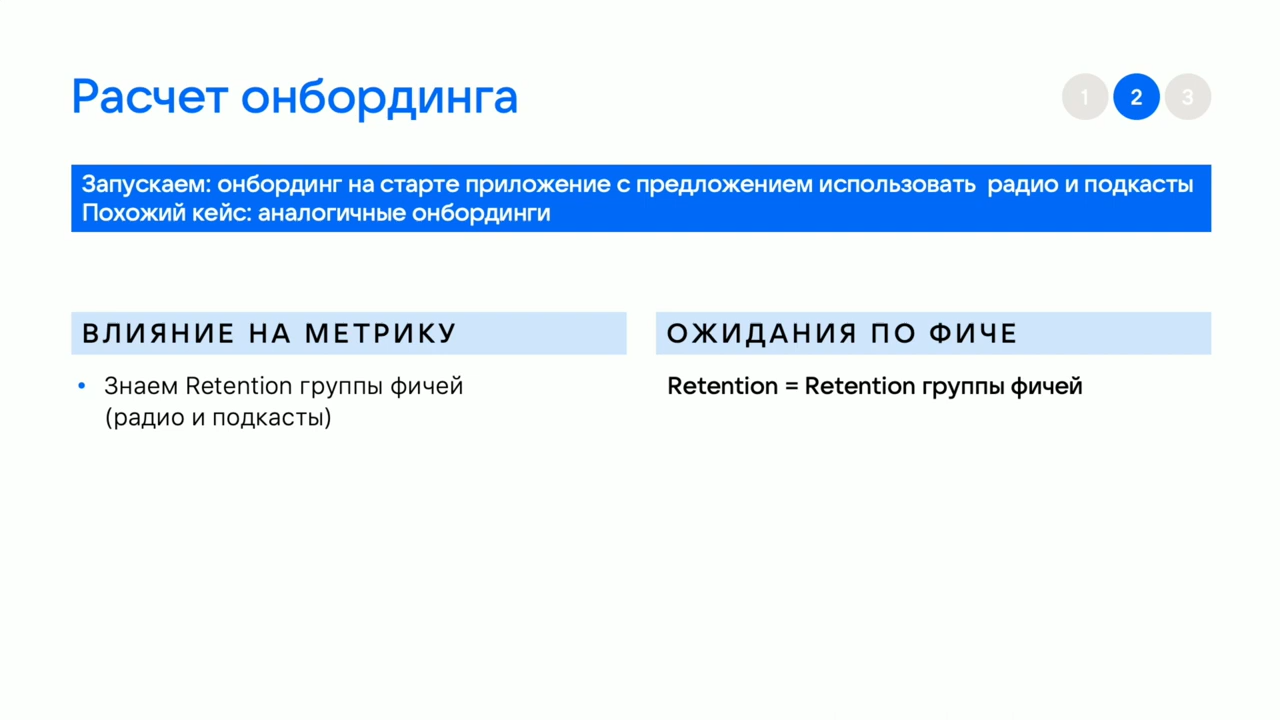 Расчет онбординга
1 2 3
Запускаем: онбординг на старте приложение с предложением использовать радио и подкасты
Похожий кейс: аналогичные онбординги
ВЛИЯНИЕ НА МЕТРИКУ
• Знаем Retention группы фичей
(радио и подкасты)
ОЖИДАНИЯ ПО ФИЧЕ
Retention = Retention группы фичей